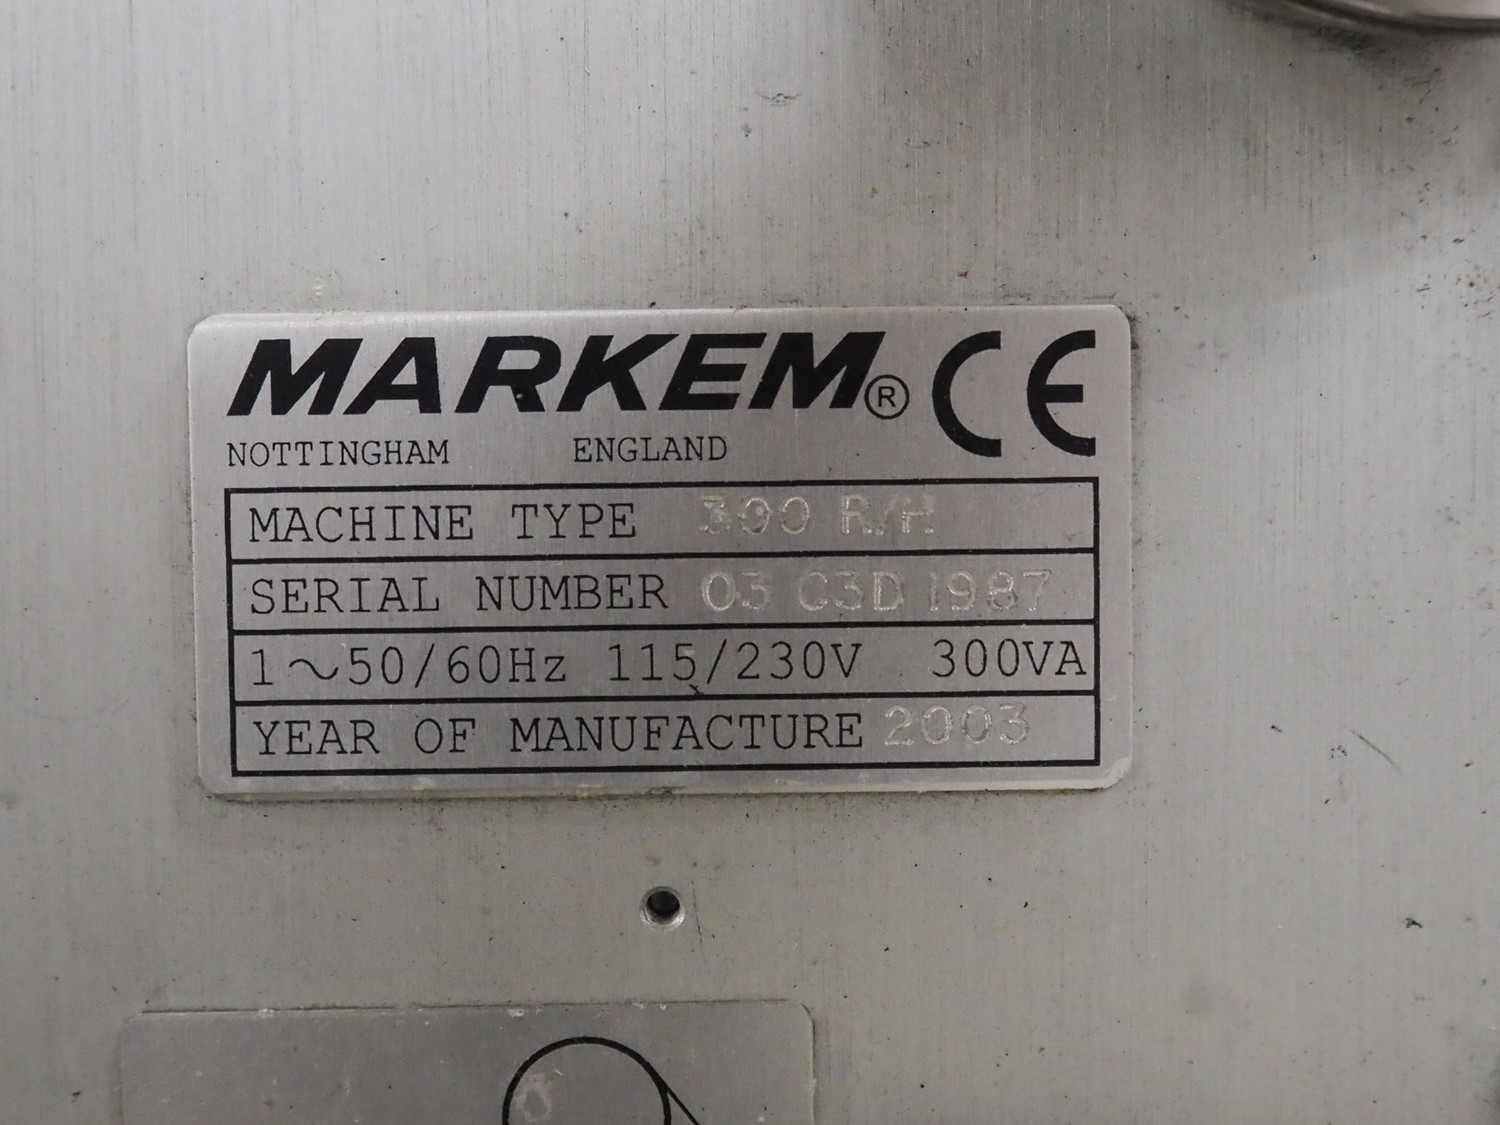 MARKEM® CE
NOTTINGHAM ENGLAND
MACHINE TYPE 300 R/H
SERIAL NUMBER 03 C3D 1987
1~50/60Hz 115/230V 300VA
YEAR OF MANUFACTURE 2003